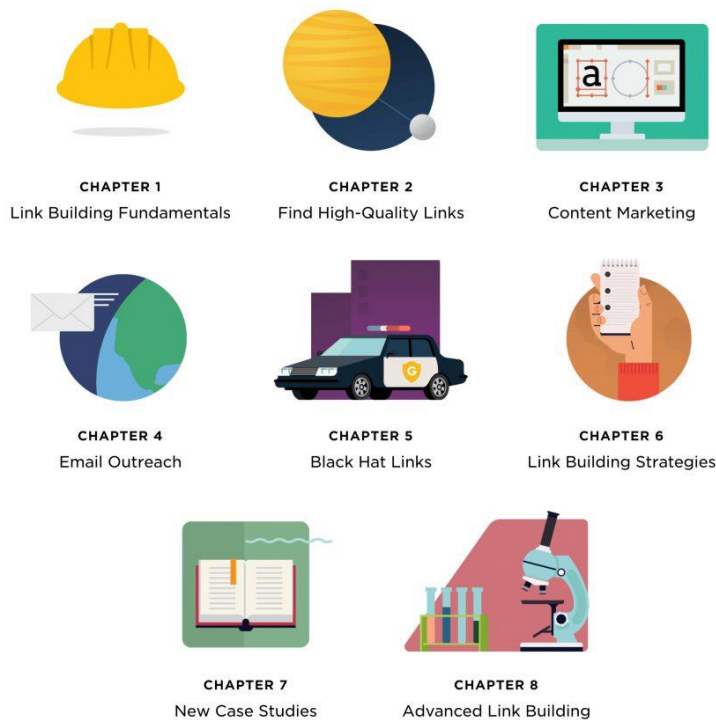 a
CHAPTER 1
Link Building Fundamentals
CHAPTER 2
Find High-Quality Links
CHAPTER 3
Content Marketing
G
CHAPTER 4
Email Outreach
CHAPTER 5
Black Hat Links
CHAPTER 6
Link Building Strategies
CHAPTER 7
New Case Studies
CHAPTER 8
Advanced Link Building